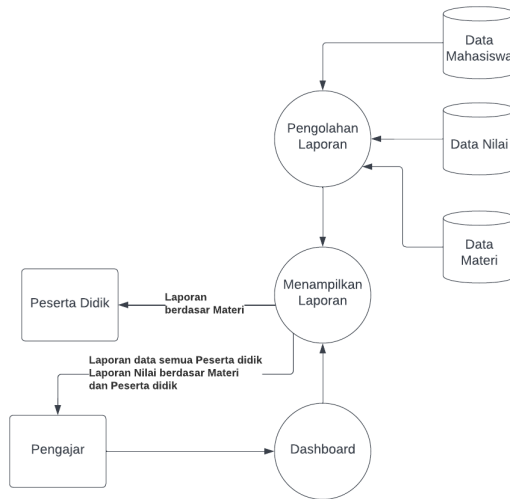 Data
Mahasiswa
Pengolahan
Laporan
Data Nilai
Data
Materi
Menampilkan
Laporan
Peserta Didik
Laporan
berdasar Materi
Laporan data semua Peserta didik
Laporan Nilai berdasar Materi
dan Peserta didik
Pengajar
Dashboard